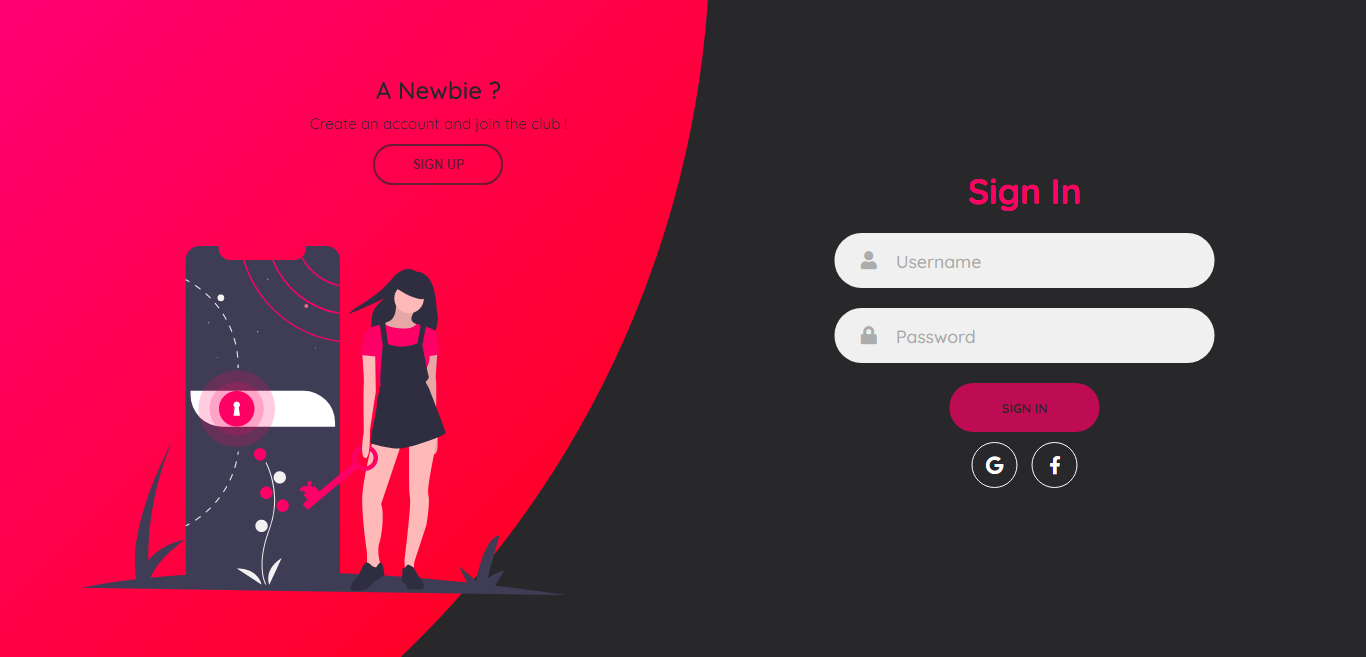 A Newbie ?
Create an account and join the club !
SIGN UP
Sign In
Username
Password
SIGN IN